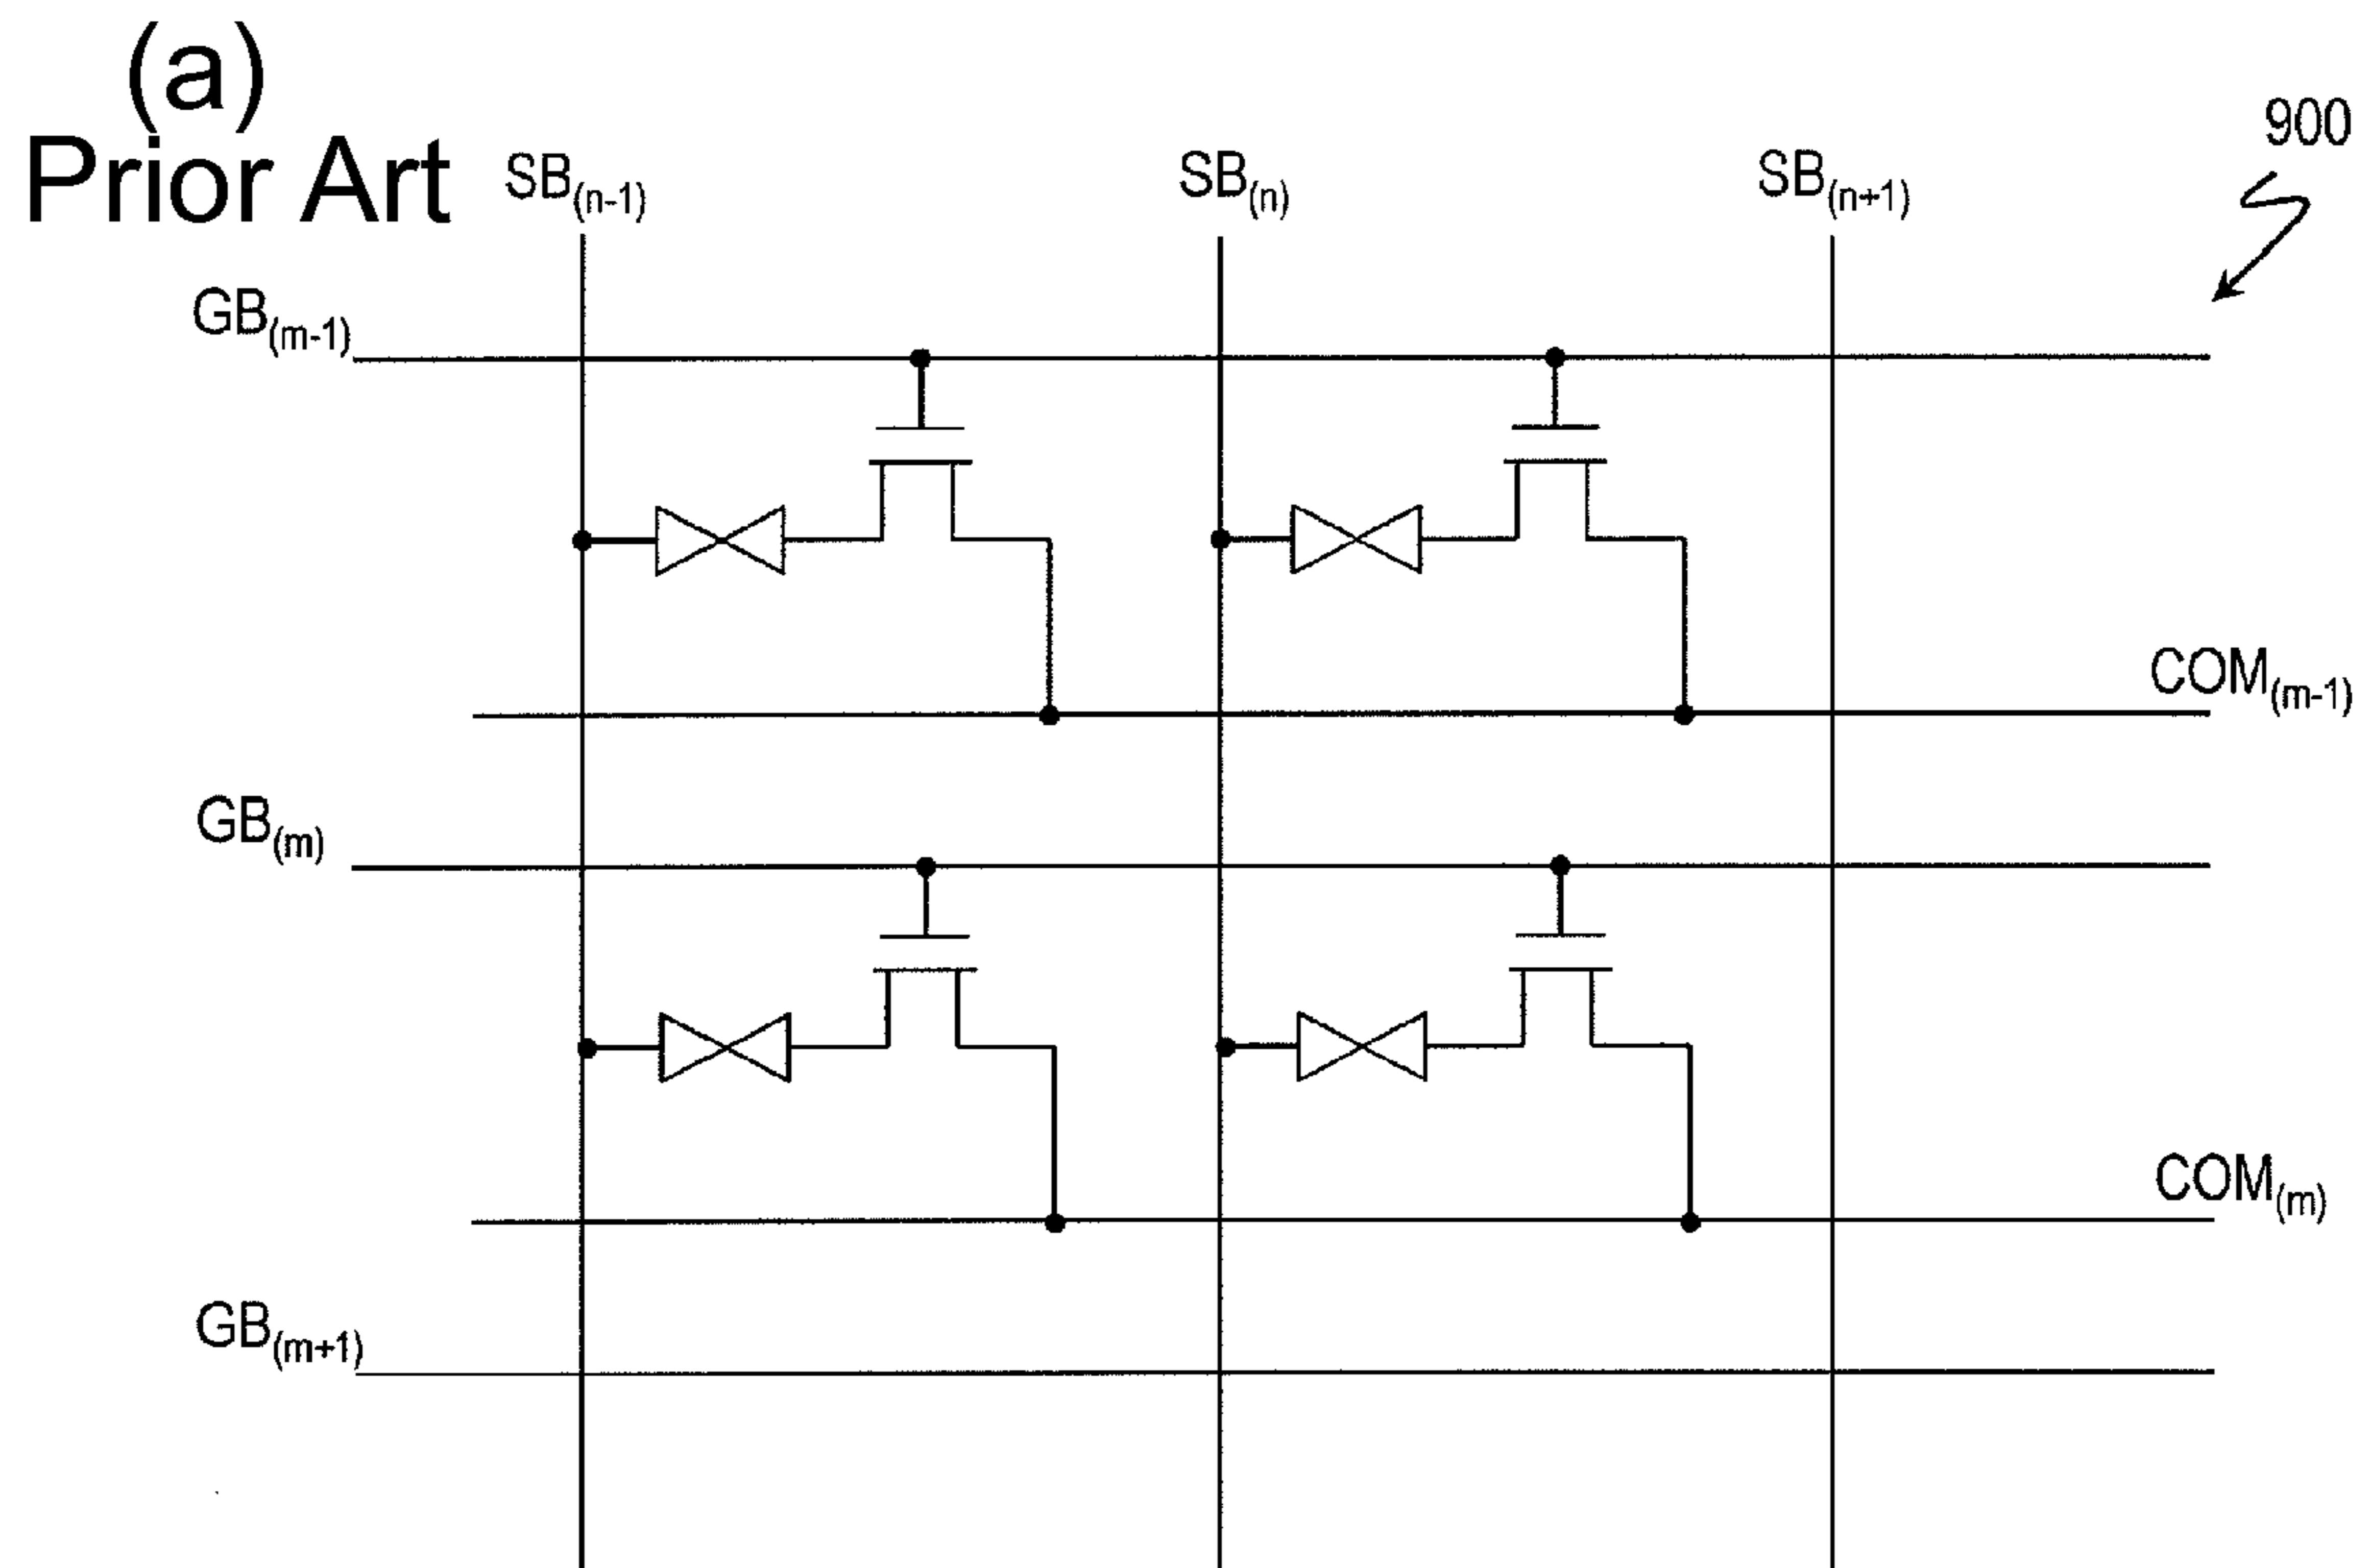 (a)
Prior Art
900
SB(n-1) SB(n) SB(n+1)
GB(m-1)
COM(m-1)
GB(m)
COM(m)
GB(m+1)